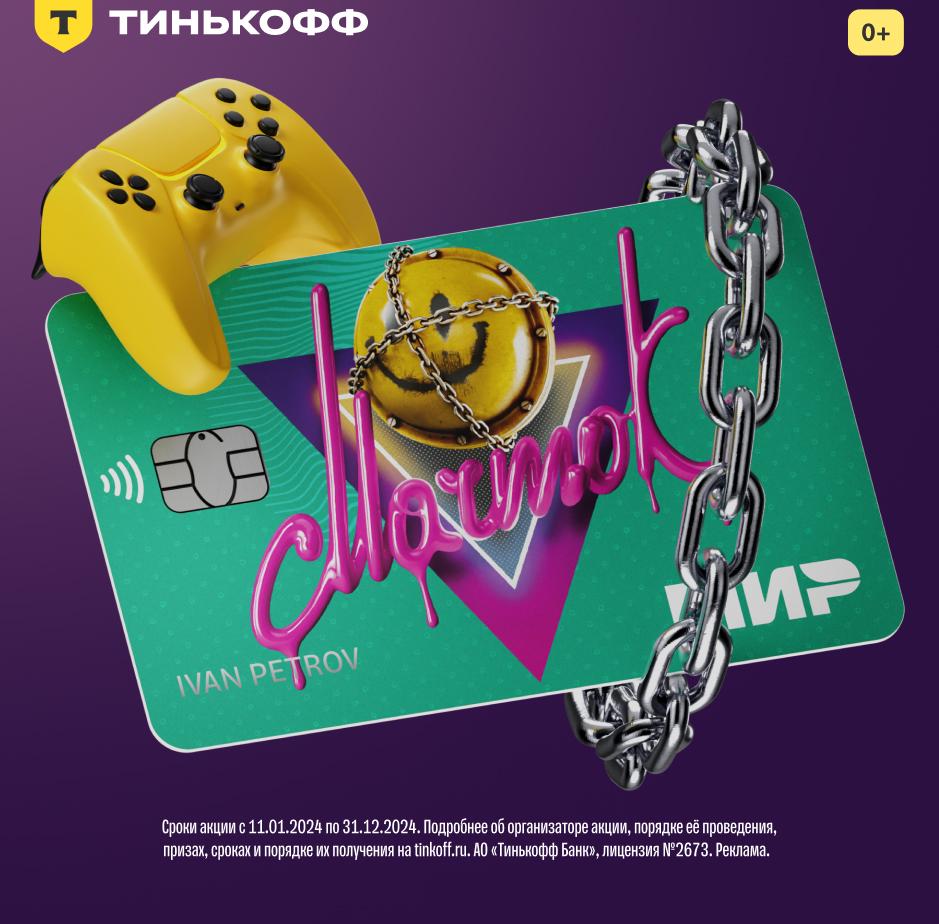 ТИНЬКОФФ
0+
Marmok
МИР
IVAN PETROV
Сроки акции с 11.01.2024 по 31.12.2024. Подробнее об организаторе акции, порядке её проведения,
призах, сроках и порядке их получения на tinkoff.ru. АО «Тинькофф Банк», лицензия №2673. Реклама.